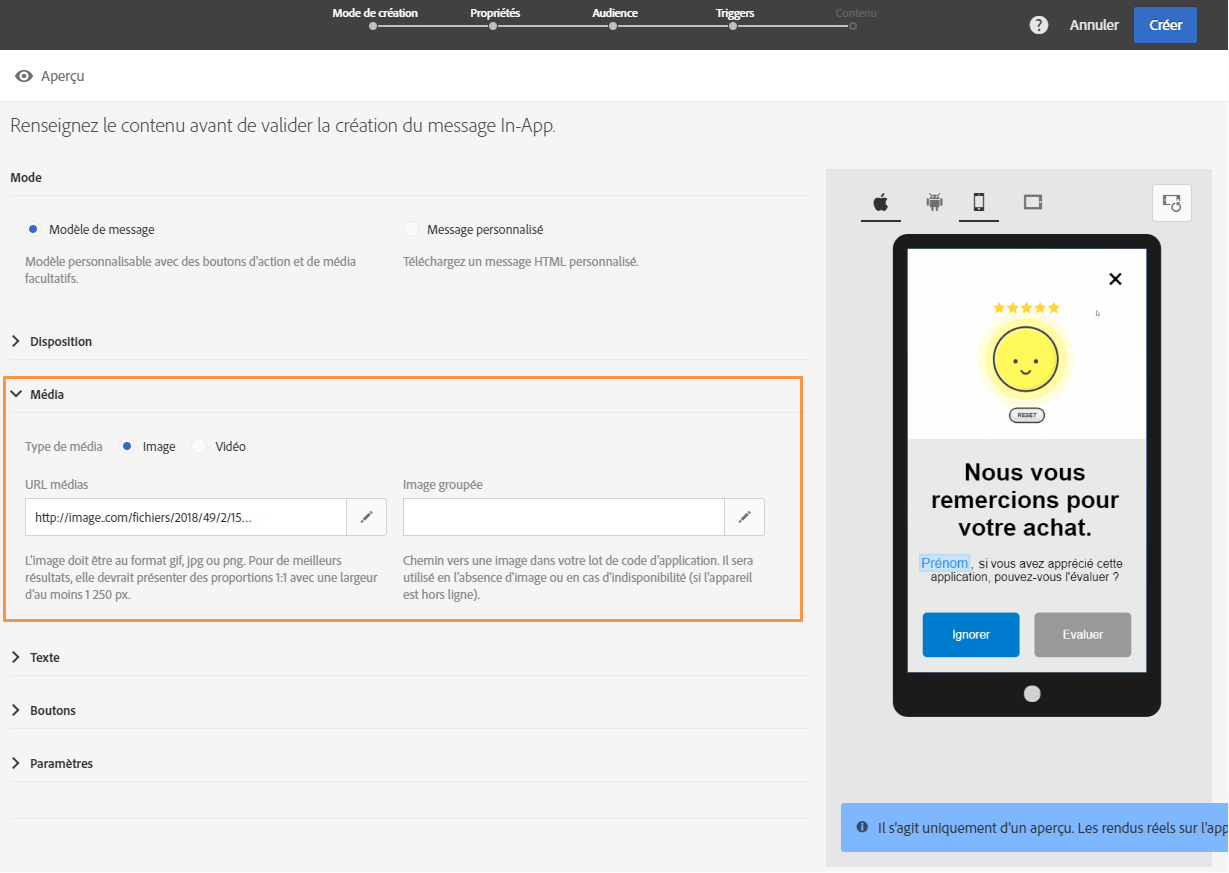 Mode de création
Propriétés
Audience
Triggers
Contenu
?
Annuler
Créer
Aperçu
Renseignez le contenu avant de valider la création du message In-App.
Mode
Modèle de message
Message personnalisé
Modèle personnalisable avec des boutons d'action et de média
facultatifs.
Téléchargez un message HTML personnalisé.
Disposition
Média
Type de média
Image
Vidéo
URL médias
Image groupée
http://image..com/fichiers/2018/49/2/15...
L'image doit être au format gif, jpg ou png. Pour de meilleurs
résultats, elle devrait présenter des proportions 1:1 avec une largeur
d'au moins 1 250 px.
Chemin vers une image dans votre lot de code d'application. Il sera
utilisé en l'absence d'image ou en cas d'indisponibilité (si l'appareil
est hors ligne).
Texte
Boutons
Paramètres
RESET
Nous vous
remercions pour
votre achat.
Prénom, si vous avez apprécié cette
application, pouvez-vous l'évaluer ?
Ignorer
Evaluer
Il s'agit uniquement d'un aperçu. Les rendus réels sur l'app